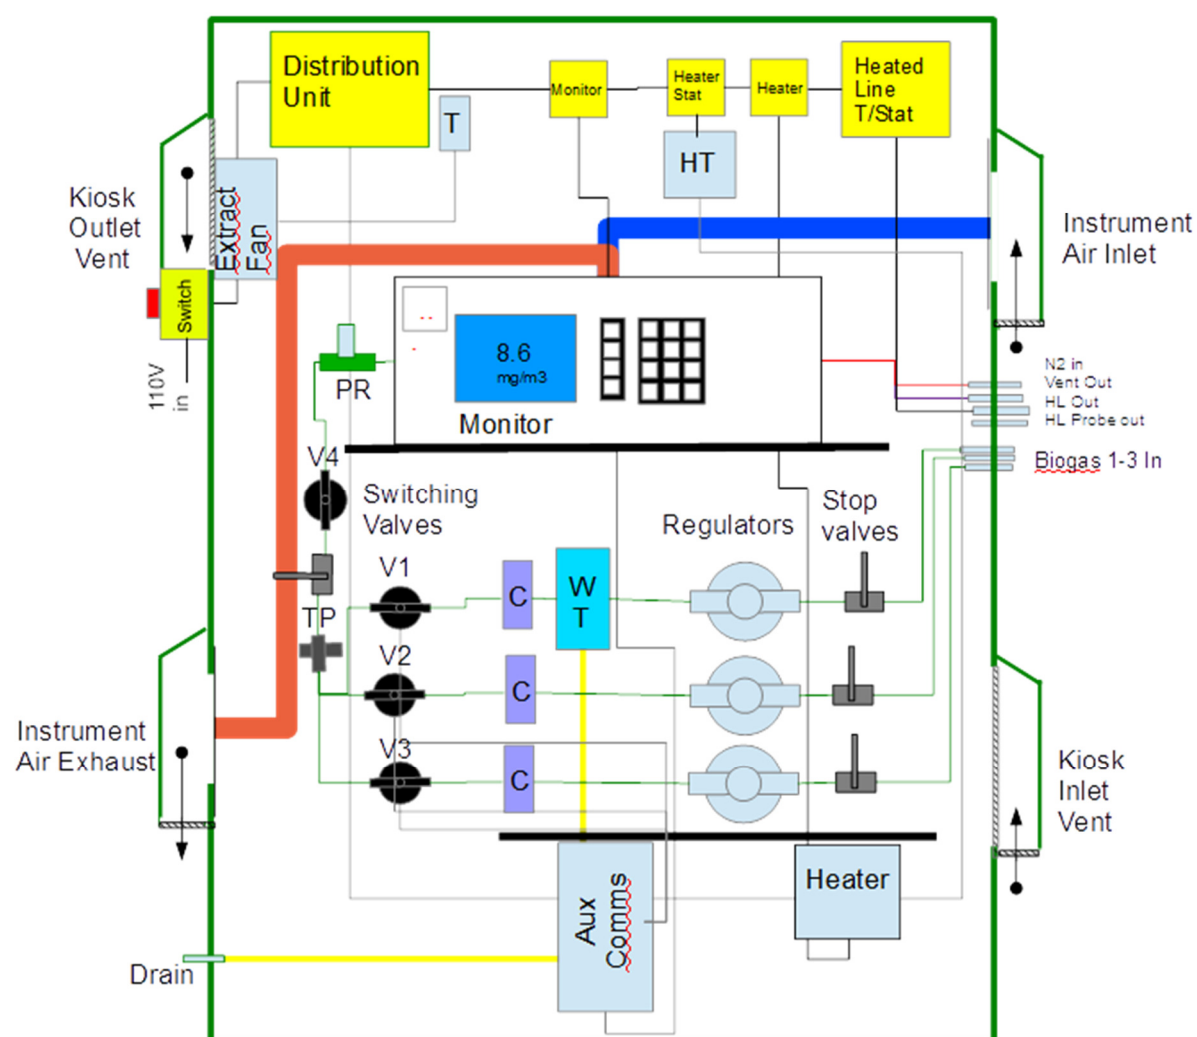 Distribution
Unit
Monitor
Heater
Stat
Heater
Heated
Line
T/Stat
T
HT
Kiosk
Outlet
Vent
Extract
Fan
Switch
110V
in
Instrument
Air Inlet
8.6
mg/m3
Monitor
PR
N2 in
Vent Out
HL Out
HL Probe out
Biogas 1-3 In
V4
Switching
Valves
Regulators
Stop
valves
V1
C
W
T
TP
V2
C
V3
C
Instrument
Air Exhaust
Kiosk
Inlet
Vent
Aux
Comms
Heater
Drain